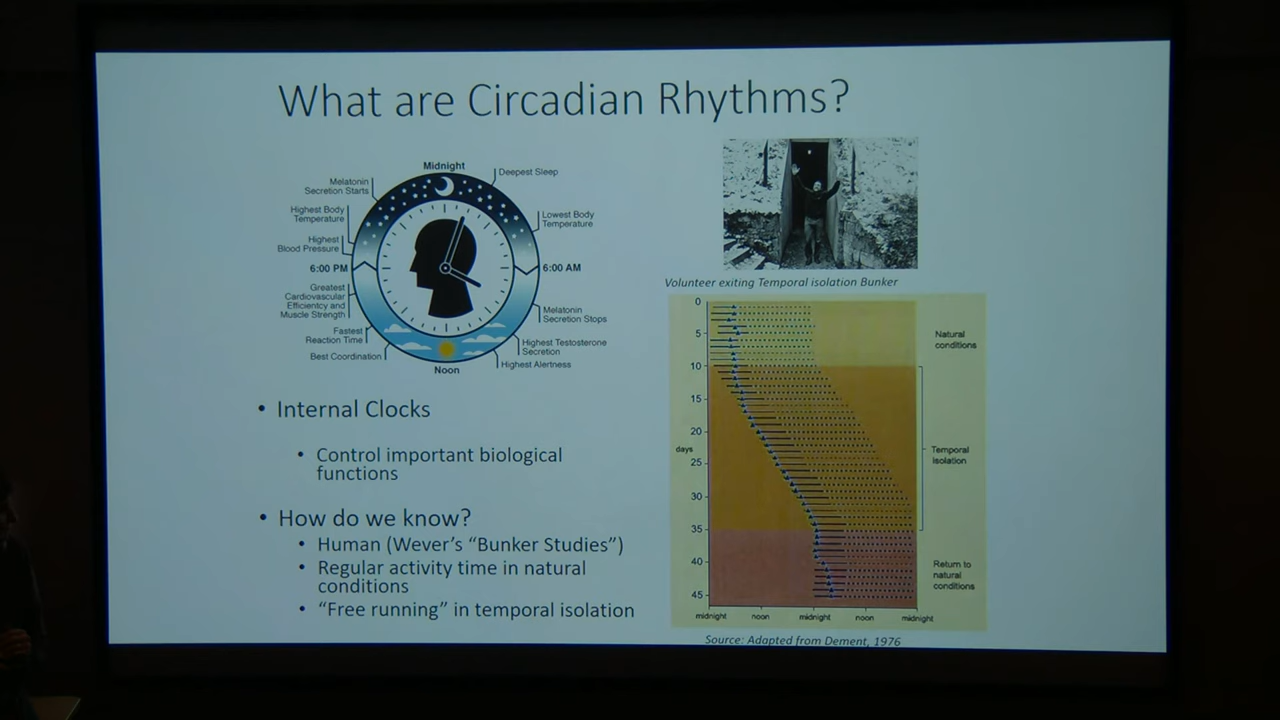 What are Circadian Rhythms?
Midnight
Deepest Sleep
Melatonin
Secretion Starts
Highest Body
Temperature
Lowest Body
Temperature
Highest
Blood Pressure
6:00 PM
6:00 AM
Greatest
Cardiovascular
Efficientcy and
Muscle Strength
Melatonin
Secretion Stops
Fastest
Reaction Time
Highest Testosterone
Secretion
Best Coordination
Highest Alertness
Noon
• Internal Clocks
• Control important biological
functions
• How do we know?
• Human (Wever's "Bunker Studies")
• Regular activity time in natural
conditions
• "Free running" in temporal isolation
Volunteer exiting Temporal isolation Bunker
0
5
10
15
20
days
25
30
35
40
45
Natural
conditions
Temporal
isolation
Return to
natural
conditions
midnight noon midnight noon midnight
Source: Adapted from Dement, 1976